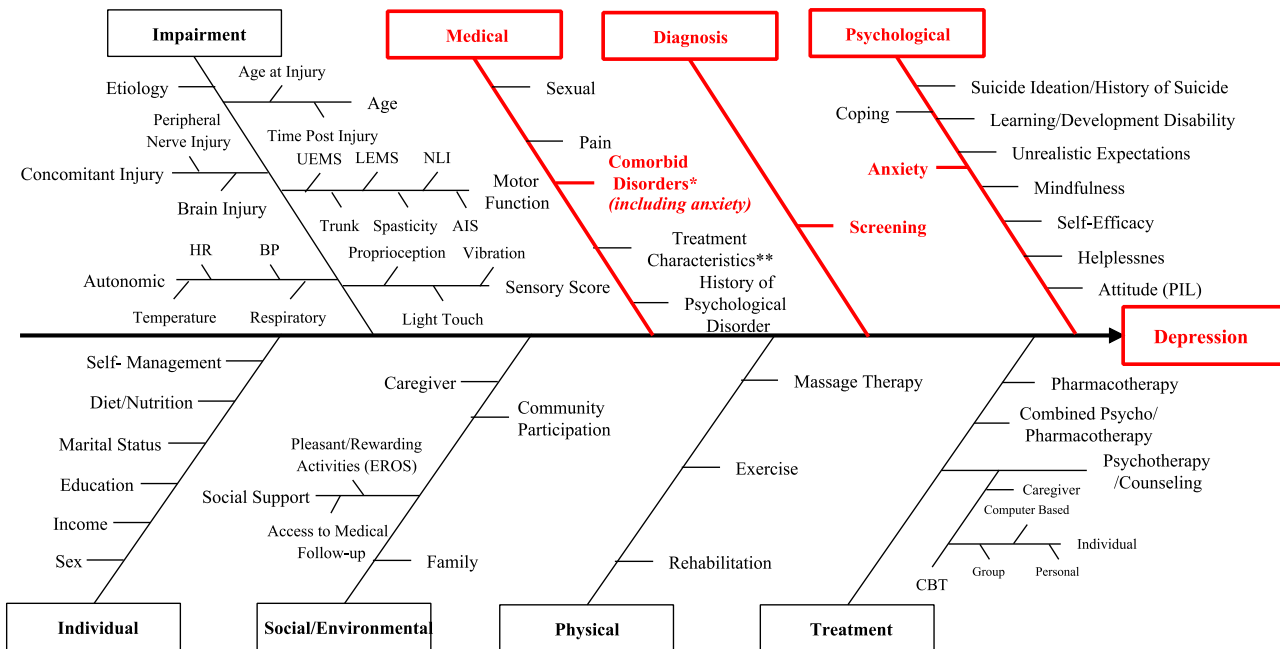 Impairment
Medical
Diagnosis
Psychological
Etiology
Age at Injury
Age
Time Post Injury
Peripheral
Nerve Injury
Concomitant Injury
Brain Injury
UEMS
LEMS
NLI
Motor
Function
Trunk
Spasticity
AIS
HR
BP
Autonomic
Temperature
Respiratory
Proprioception
Vibration
Sensory Score
Light Touch
Sexual
Pain
Comorbid
Disorders*
(including anxiety)
Treatment
Characteristics**
History of
Psychological
Disorder
Screening
Suicide Ideation/History of Suicide
Coping
Learning/Development Disability
Unrealistic Expectations
Anxiety
Mindfulness
Self-Efficacy
Helplessnes
Attitude (PIL)
Depression
Self- Management
Diet/Nutrition
Marital Status
Education
Income
Sex
Caregiver
Community
Participation
Pleasant/Rewarding
Activities (EROS)
Social Support
Access to Medical
Follow-up
Family
Massage Therapy
Exercise
Rehabilitation
Pharmacotherapy
Combined Psycho/
Pharmacotherapy
Psychotherapy
/Counseling
Caregiver
Computer Based
Individual
Group
Personal
CBT
Individual
Social/Environmental
Physical
Treatment